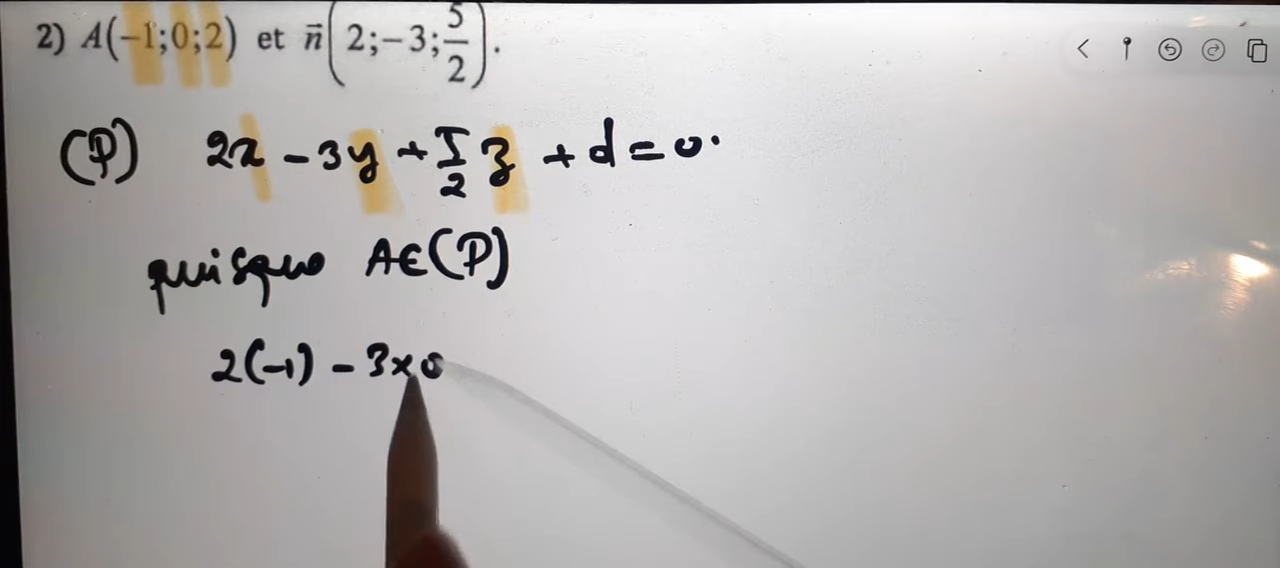 2) A(−1;0;2) et n⃗(2;−3;5/2).
(P) 2x − 3y + 5/2 z + d = 0.
puisque A∈(P)
2(−1) − 3×0